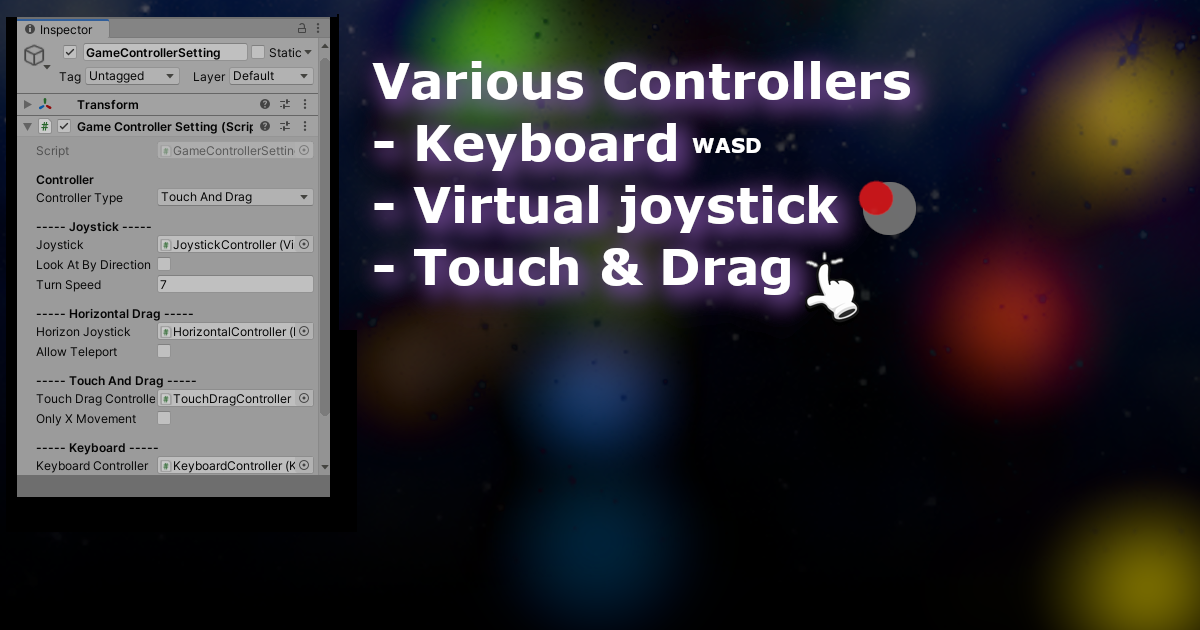 Inspector
GameControllerSetting
Static
Tag Untagged Layer Default
Transform
# Game Controller Setting (Scrip
Script # GameControllerSettin
Controller
Controller Type Touch And Drag
----- Joystick -----
Joystick # JoystickController (Vi
Look At By Direction
Turn Speed 7
----- Horizontal Drag -----
Horizon Joystick # HorizontalController (
Allow Teleport
----- Touch And Drag -----
Touch Drag Controlle # TouchDragController
Only X Movement
----- Keyboard -----
Keyboard Controller # KeyboardController (K
Various Controllers
- Keyboard WASD
- Virtual joystick
- Touch & Drag